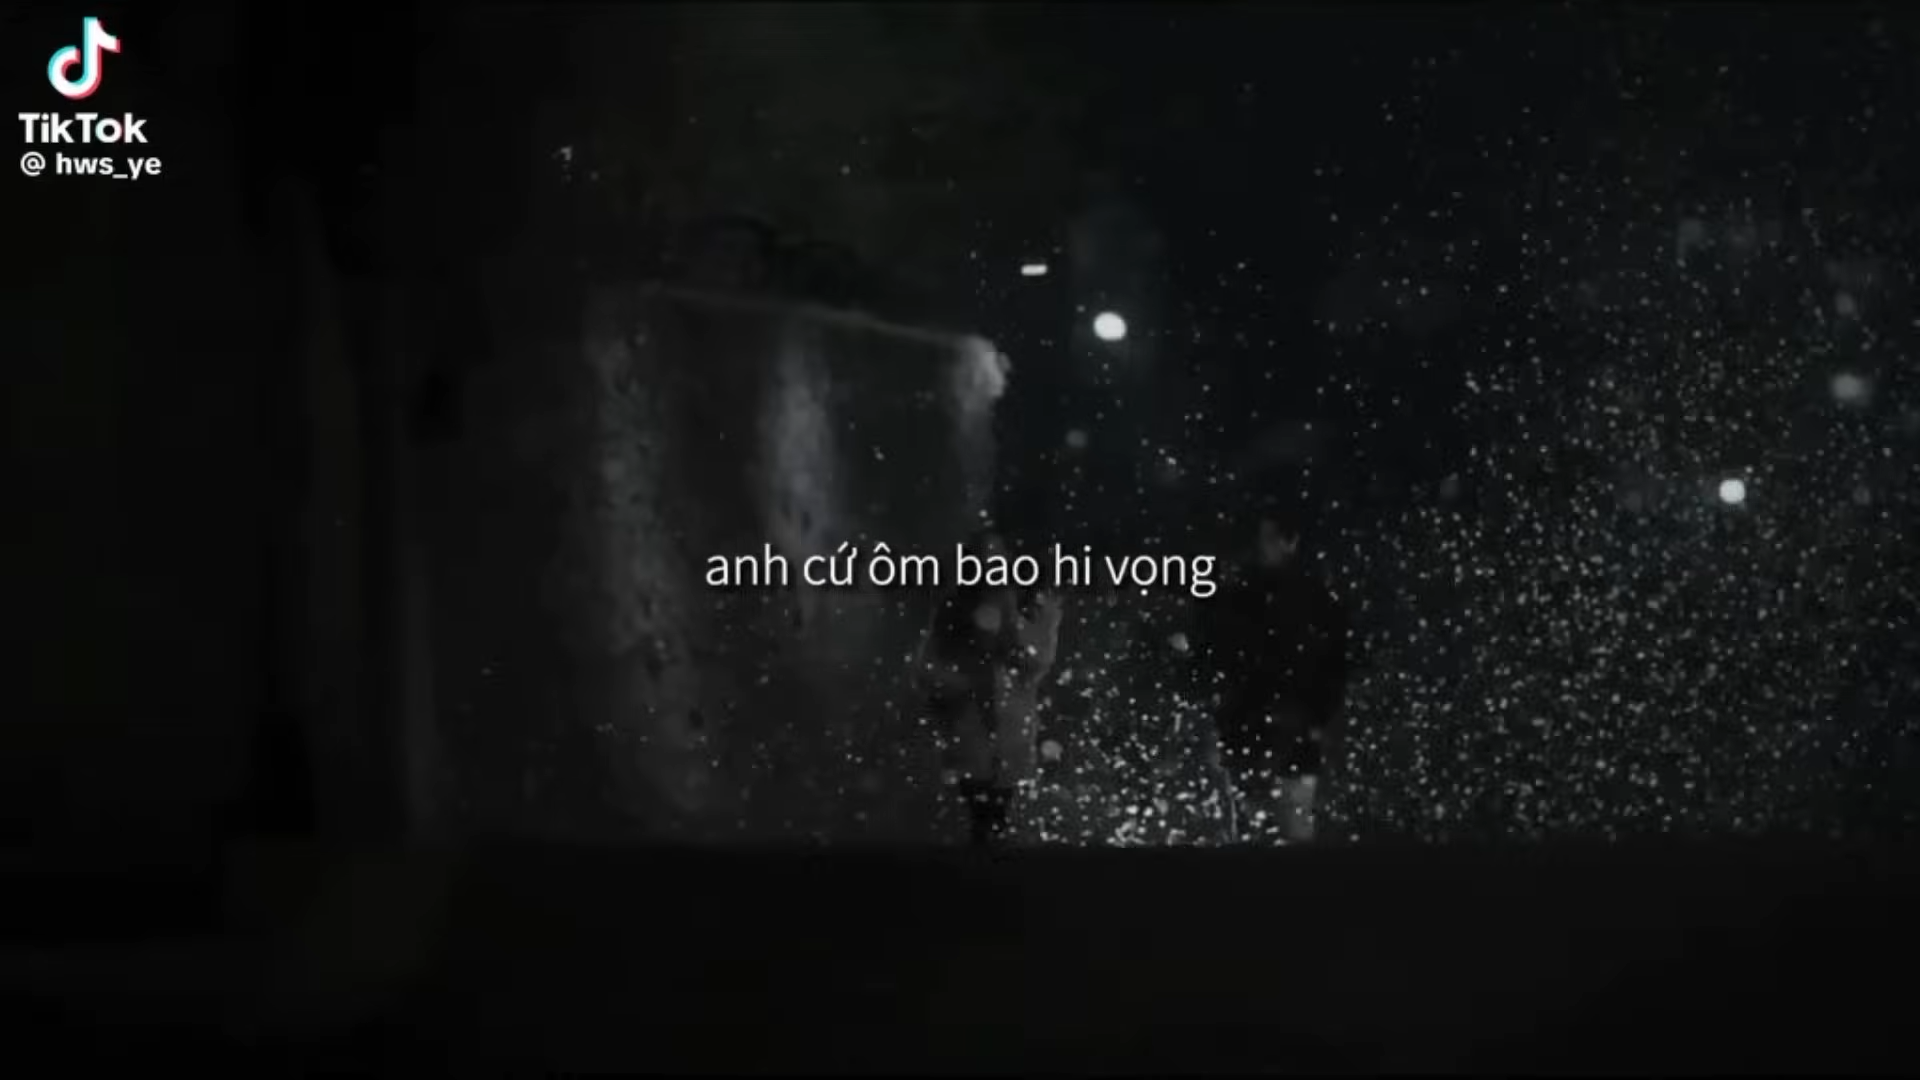 TikTok
@ hws_ye
anh cứ ôm bao hi vọng